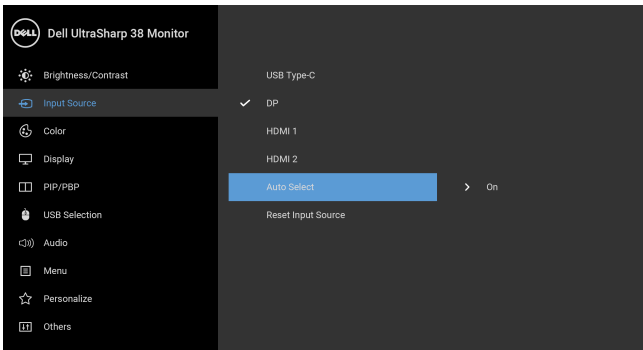 DELL Dell UltraSharp 38 Monitor
Brightness/Contrast USB Type-C
Input Source DP
Color HDMI 1
Display HDMI 2
PIP/PBP Auto Select On
USB Selection Reset Input Source
Audio
Menu
Personalize
Others